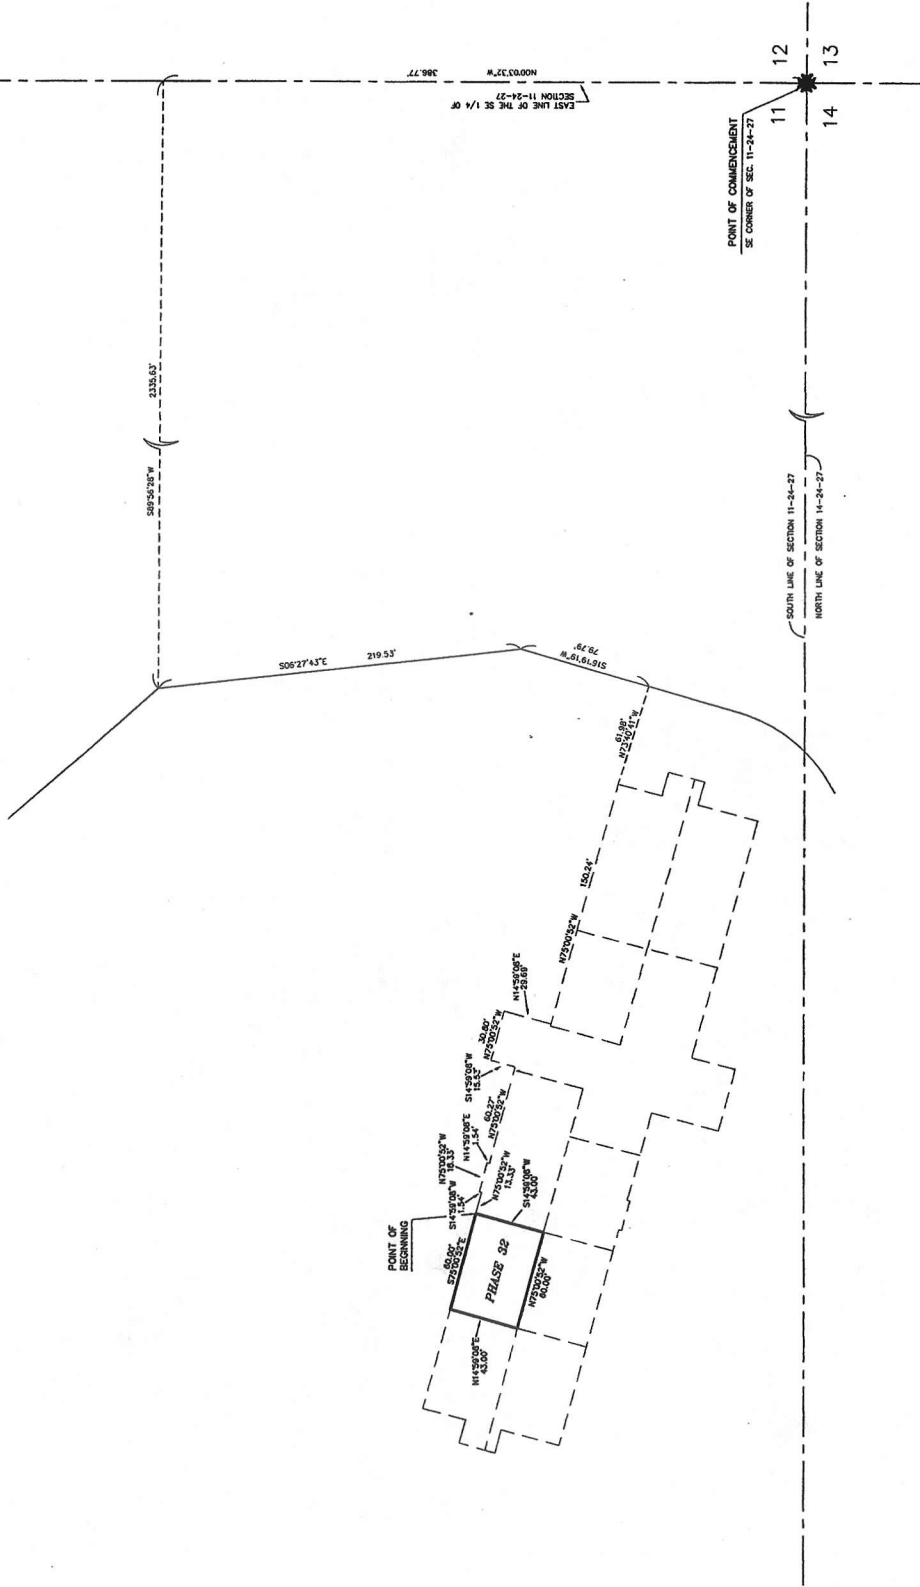 12
13
11
14
POINT OF COMMENCEMENT
SE CORNER OF SEC. 11-24-27
N00°03'32"W 386.77'
EAST LINE OF THE SE 1/4 OF
SECTION 11-24-27
S89°56'28"W 2335.63'
S06°27'43"E 219.53'
S16°19'19"W
79.79'
61.98'
N73°40'41"W
SOUTH LINE OF SECTION 11-24-27
NORTH LINE OF SECTION 14-24-27
N75°00'52"W 150.24'
N14°59'08"E
29.69'
30.80'
N75°00'52"W
S14°59'08"W
15.53'
60.27'
N75°00'52"W
N14°59'08"E
1.54'
N75°00'52"W
16.33'
N75°00'52"W
13.33'
S14°59'08"W
1.54'
S14°59'08"W
43.00'
POINT OF
BEGINNING
60.00'
S75°00'52"E
PHASE 32
N75°00'52"W
60.00'
N14°59'08"E
43.00'